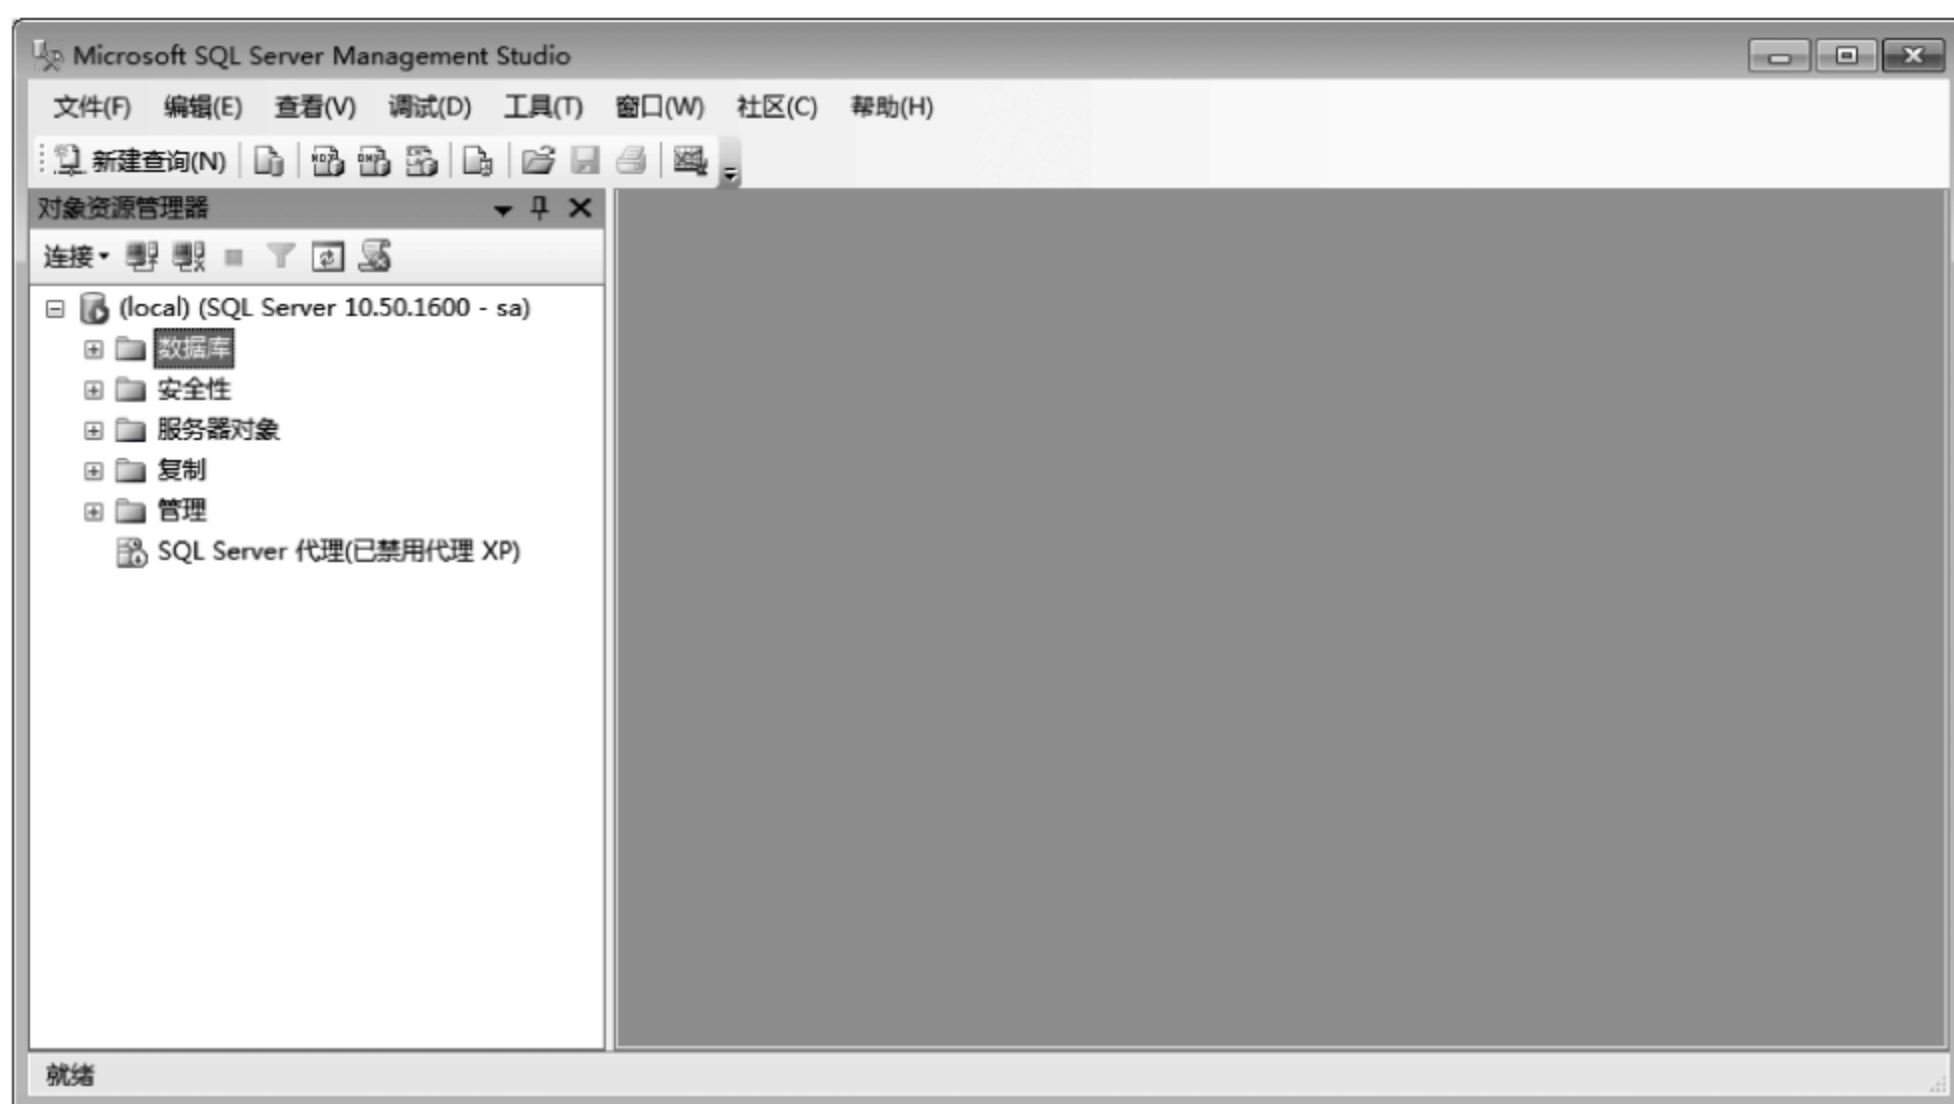 Microsoft SQL Server Management Studio
文件(F) 编辑(E) 查看(V) 调试(D) 工具(T) 窗口(W) 社区(C) 帮助(H)
新建查询(N)
对象资源管理器
连接
(local) (SQL Server 10.50.1600 - sa)
数据库
安全性
服务器对象
复制
管理
SQL Server 代理(已禁用代理 XP)
就绪